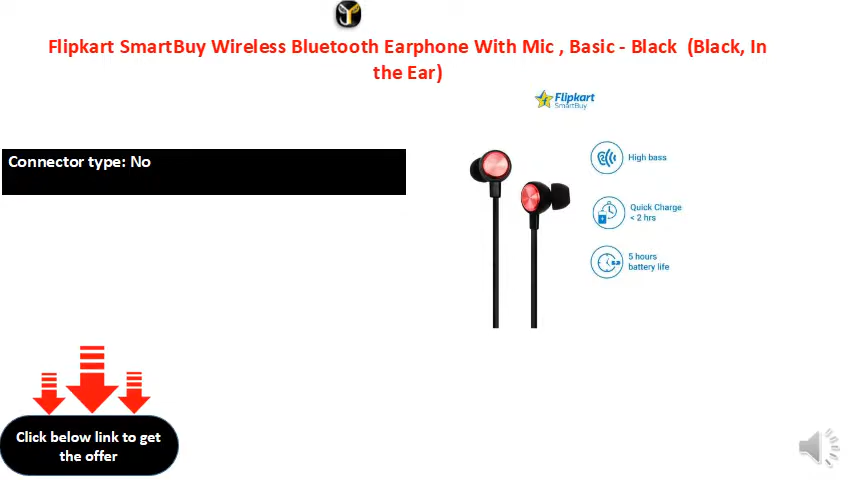 Flipkart SmartBuy Wireless Bluetooth Earphone With Mic , Basic - Black  (Black, In
the Ear)
Flipkart
SmartBuy
Connector type: No
High bass
Quick Charge
< 2 hrs
5 hours
battery life
Click below link to get
the offer